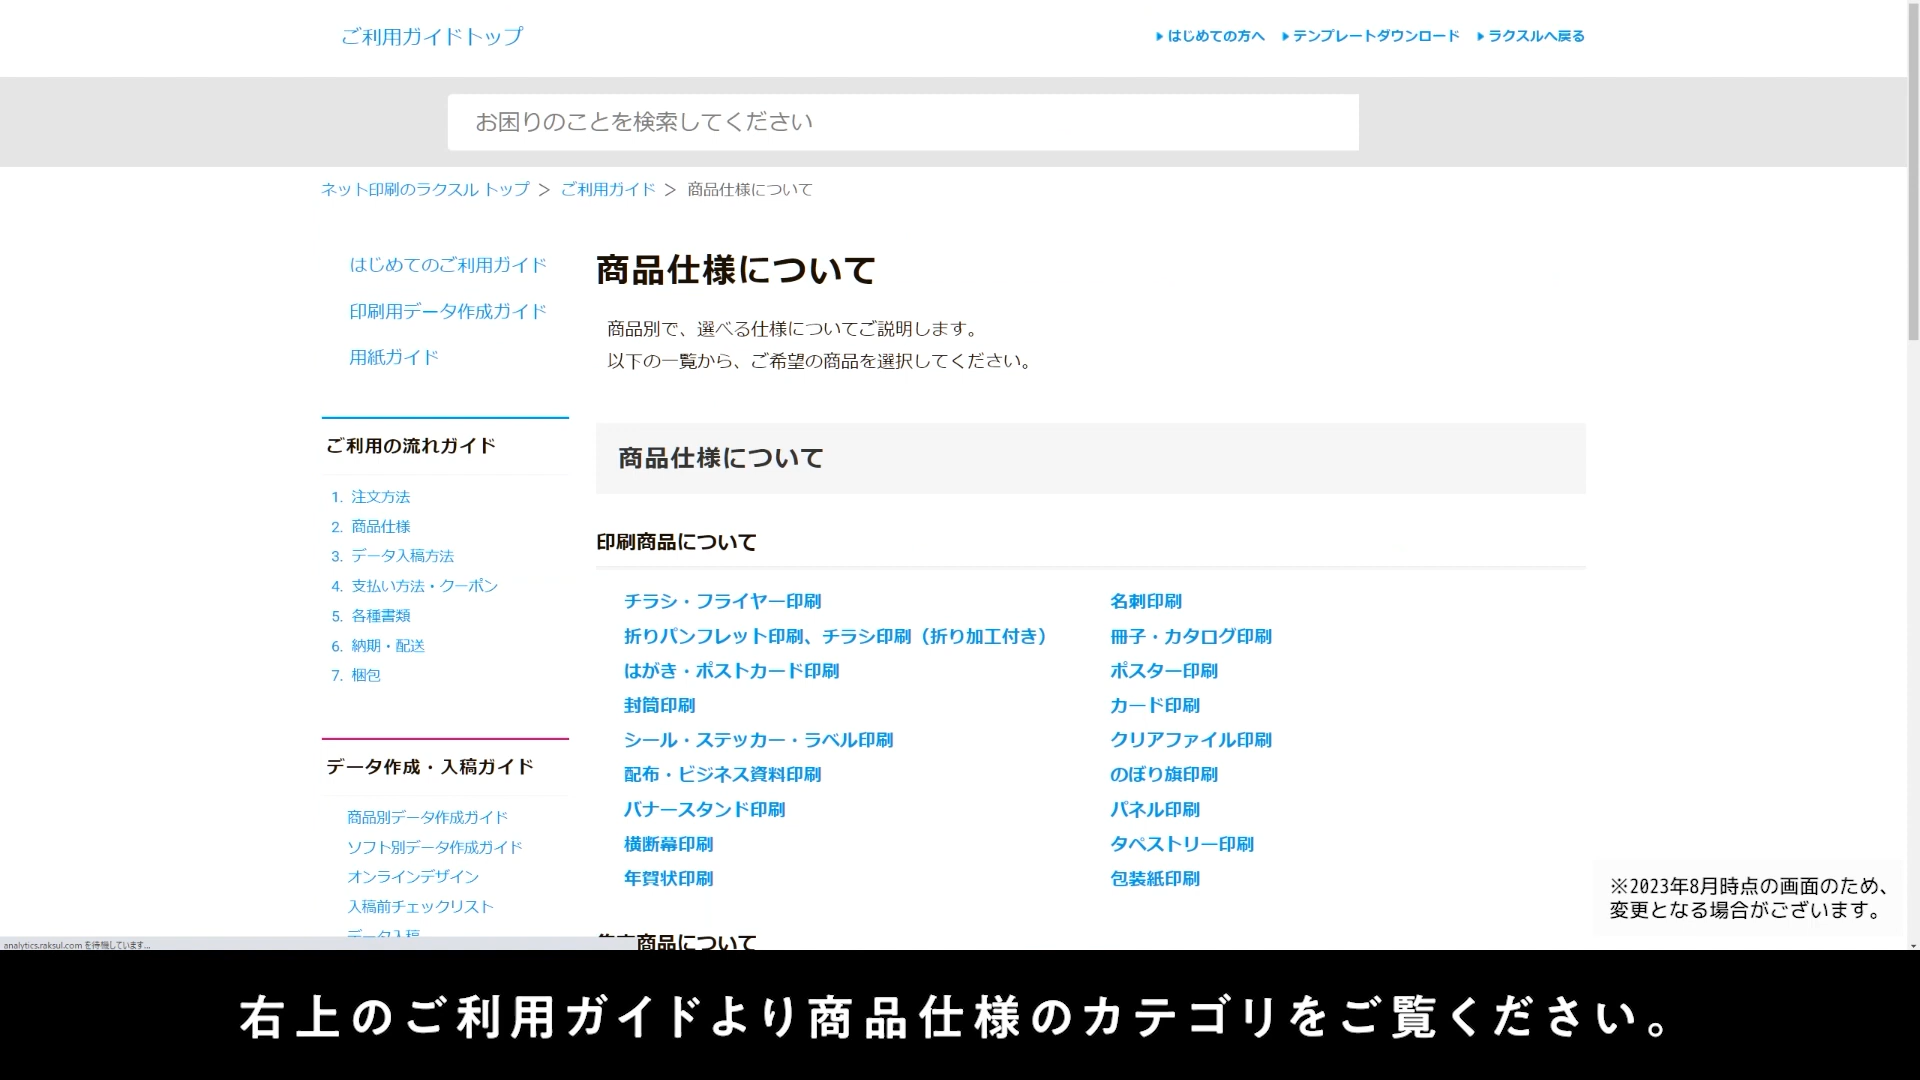 ご利用ガイドトップ
はじめての方へ
テンプレートダウンロード
ラクスルへ戻る
お困りのことを検索してください
ネット印刷のラクスル トップ > ご利用ガイド > 商品仕様について
はじめてのご利用ガイド
印刷用データ作成ガイド
用紙ガイド
ご利用の流れガイド
1. 注文方法
2. 商品仕様
3. データ入稿方法
4. 支払い方法・クーポン
5. 各種書類
6. 納期・配送
7. 梱包
データ作成・入稿ガイド
商品別データ作成ガイド
ソフト別データ作成ガイド
オンラインデザイン
入稿前チェックリスト
データ入稿
商品仕様について
商品別で、選べる仕様についてご説明します。
以下の一覧から、ご希望の商品を選択してください。
商品仕様について
印刷商品について
チラシ・フライヤー印刷
名刺印刷
折りパンフレット印刷、チラシ印刷（折り加工付き）
冊子・カタログ印刷
はがき・ポストカード印刷
ポスター印刷
封筒印刷
カード印刷
シール・ステッカー・ラベル印刷
クリアファイル印刷
配布・ビジネス資料印刷
のぼり旗印刷
バナースタンド印刷
パネル印刷
横断幕印刷
タペストリー印刷
年賀状印刷
包装紙印刷
商品について
※2023年8月時点の画面のため、
変更となる場合がございます。
analytics.raksul.com を待機しています...
右上のご利用ガイドより商品仕様のカテゴリをご覧ください。